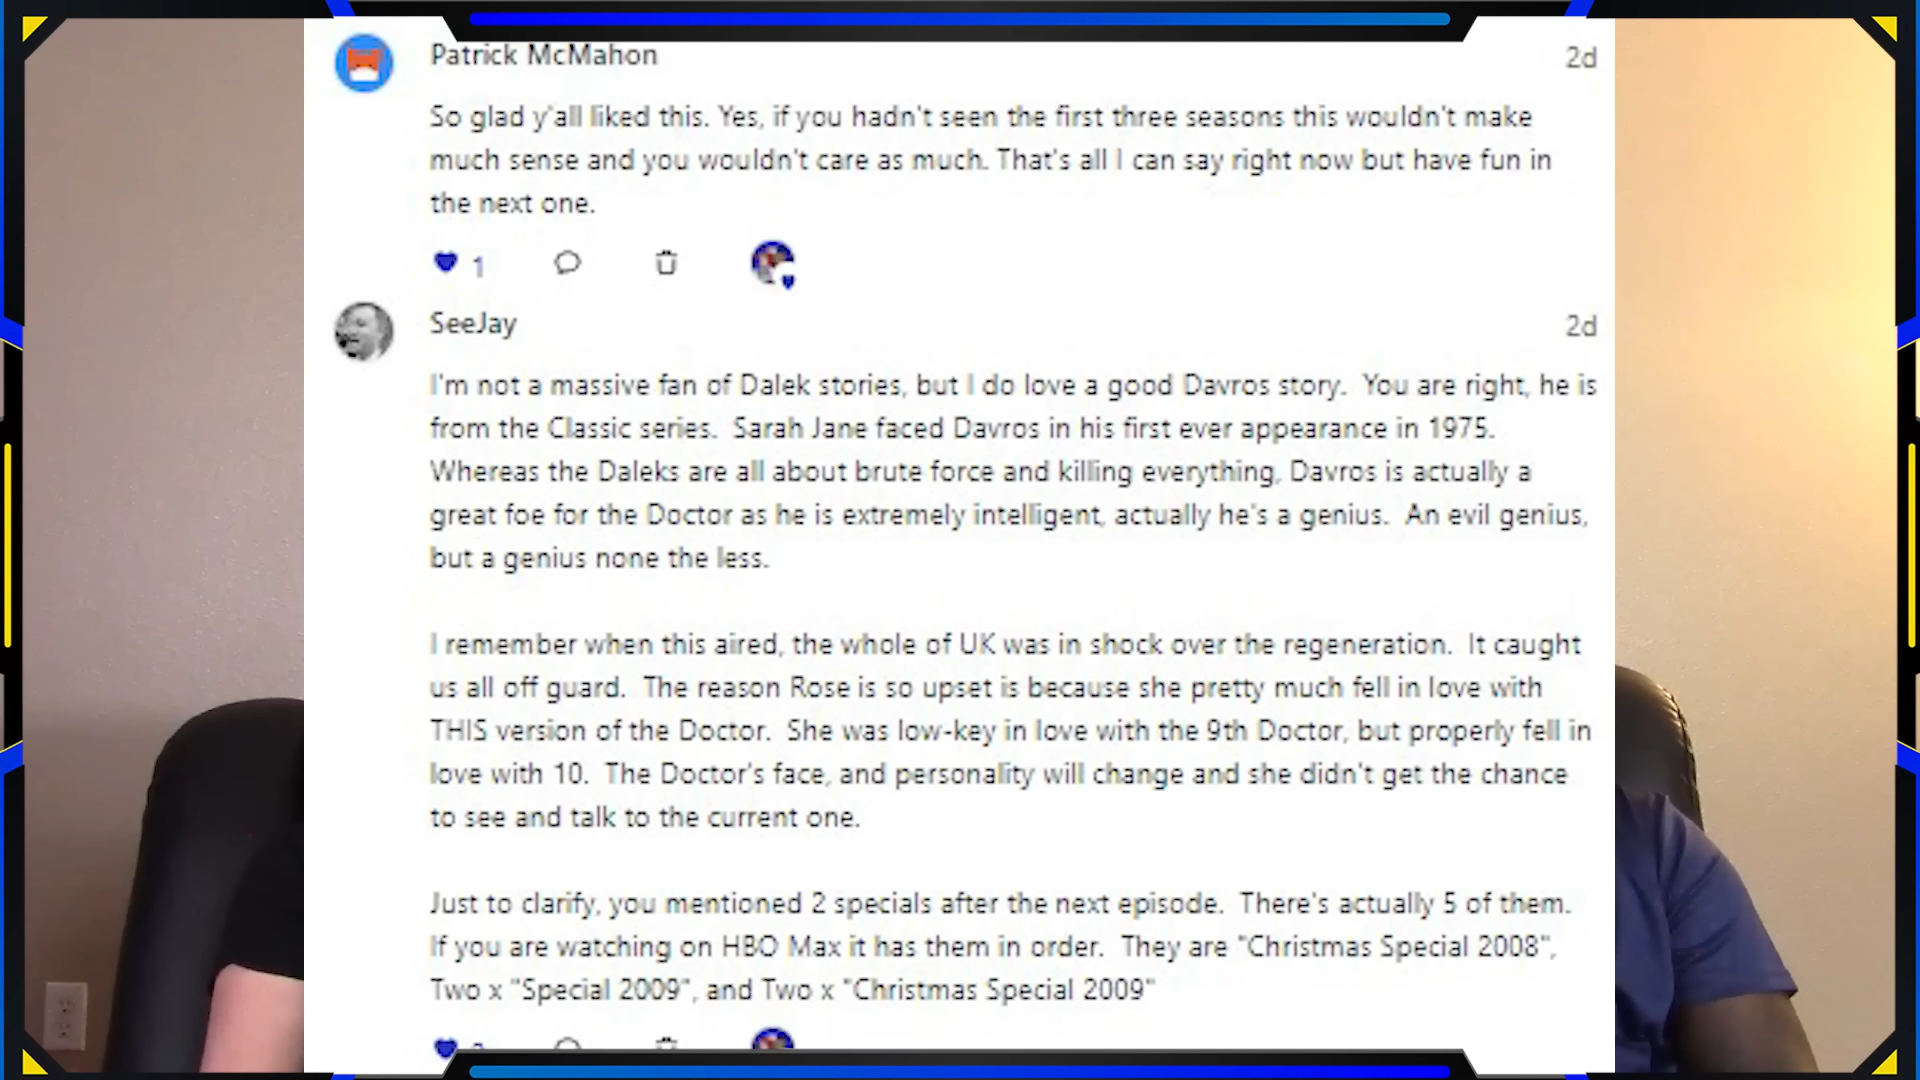 Patrick McMahon
2d
So glad y'all liked this. Yes, if you hadn't seen the first three seasons this wouldn't make
much sense and you wouldn't care as much. That's all I can say right now but have fun in
the next one.
1
SeeJay
2d
I'm not a massive fan of Dalek stories, but I do love a good Davros story. You are right, he is
from the Classic series. Sarah Jane faced Davros in his first ever appearance in 1975.
Whereas the Daleks are all about brute force and killing everything, Davros is actually a
great foe for the Doctor as he is extremely intelligent, actually he's a genius. An evil genius,
but a genius none the less.
I remember when this aired, the whole of UK was in shock over the regeneration. It caught
us all off guard. The reason Rose is so upset is because she pretty much fell in love with
THIS version of the Doctor. She was low-key in love with the 9th Doctor, but properly fell in
love with 10. The Doctor's face, and personality will change and she didn't get the chance
to see and talk to the current one.
Just to clarify, you mentioned 2 specials after the next episode. There's actually 5 of them.
If you are watching on HBO Max it has them in order. They are "Christmas Special 2008",
Two x "Special 2009", and Two x "Christmas Special 2009"